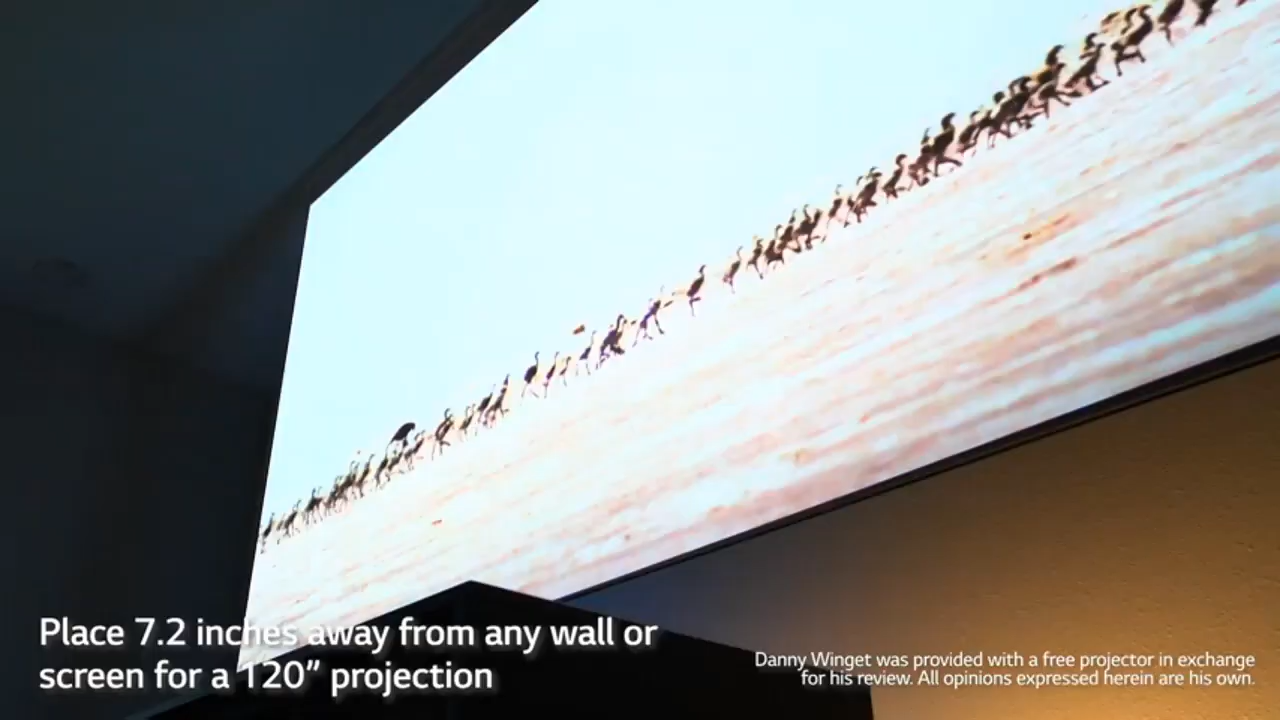 Place 7.2 inches away from any wall or
screen for a 120” projection
Danny Winget was provided with a free projector in exchange
for his review. All opinions expressed herein are his own.